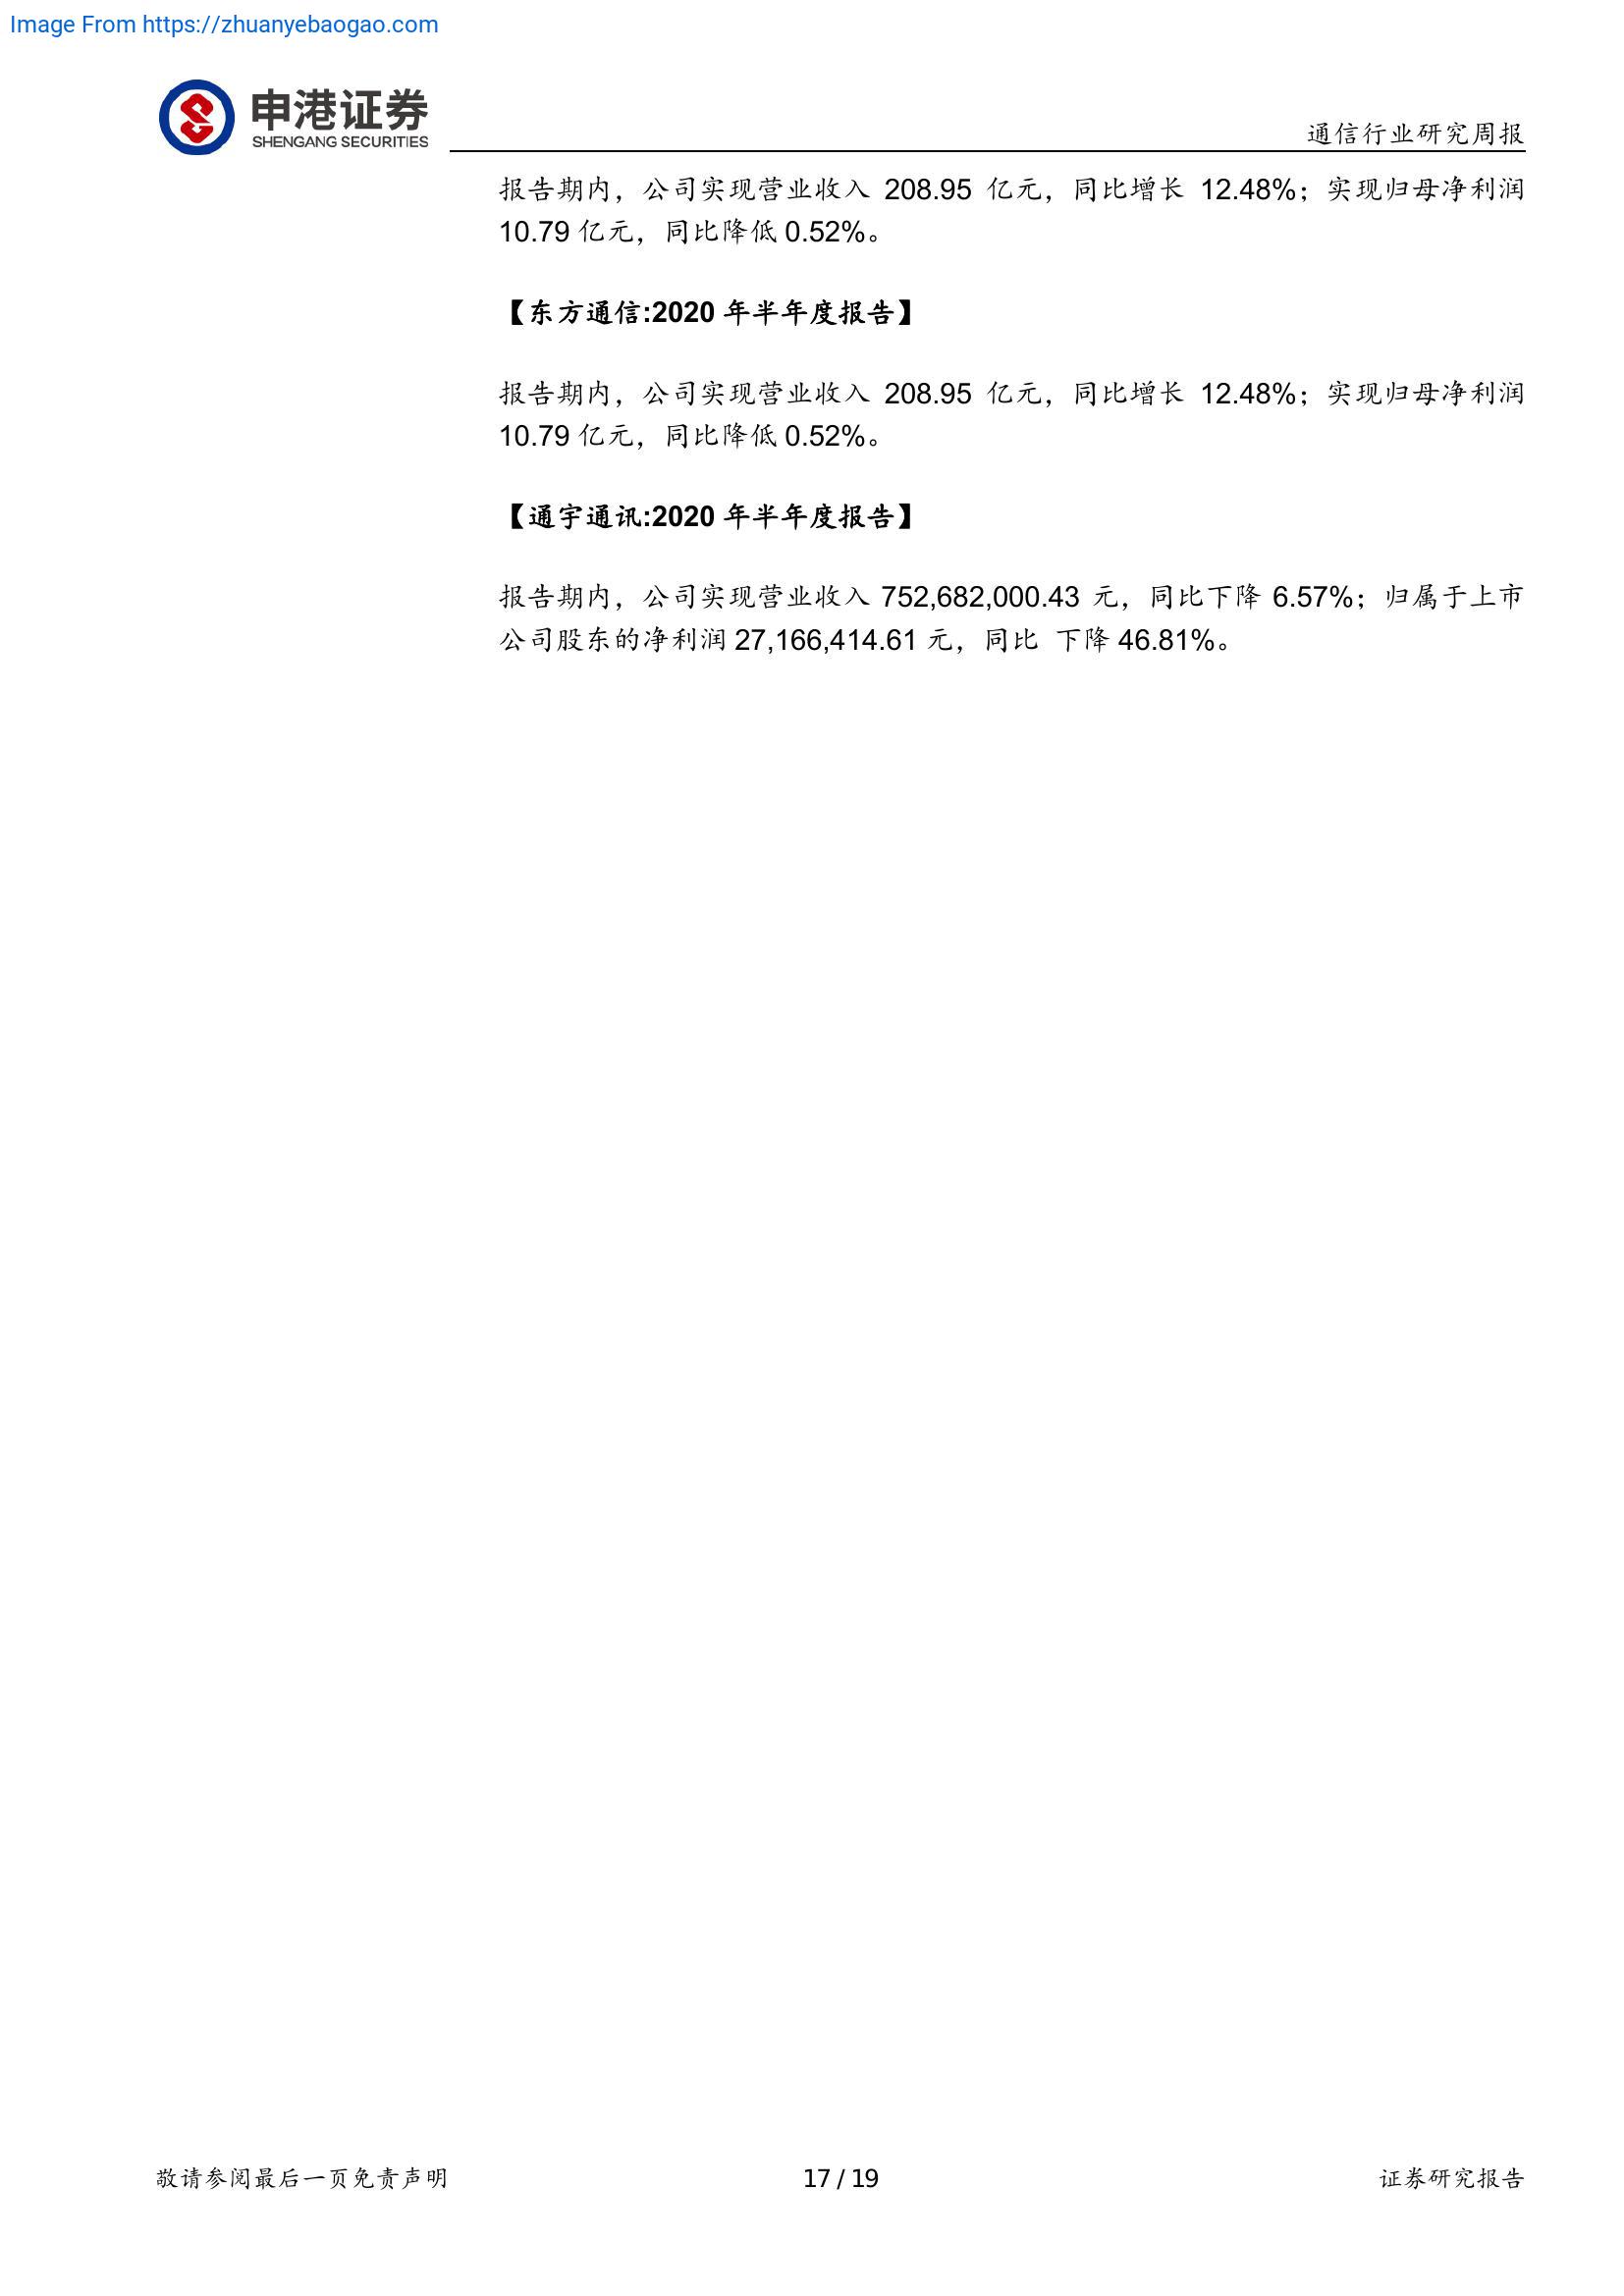 Image From https://zhuanyebaogao.com
申港证券
SHENGANG SECURITIES
通信行业研究周报
报告期内，公司实现营业收入 208.95 亿元，同比增长 12.48%；实现归母净利润
10.79 亿元，同比降低 0.52%。
【东方通信:2020 年半年度报告】
报告期内，公司实现营业收入 208.95 亿元，同比增长 12.48%；实现归母净利润
10.79 亿元，同比降低 0.52%。
【通宇通讯:2020 年半年度报告】
报告期内，公司实现营业收入 752,682,000.43 元，同比下降 6.57%；归属于上市
公司股东的净利润 27,166,414.61 元，同比 下降 46.81%。
敬请参阅最后一页免责声明
17 / 19
证券研究报告